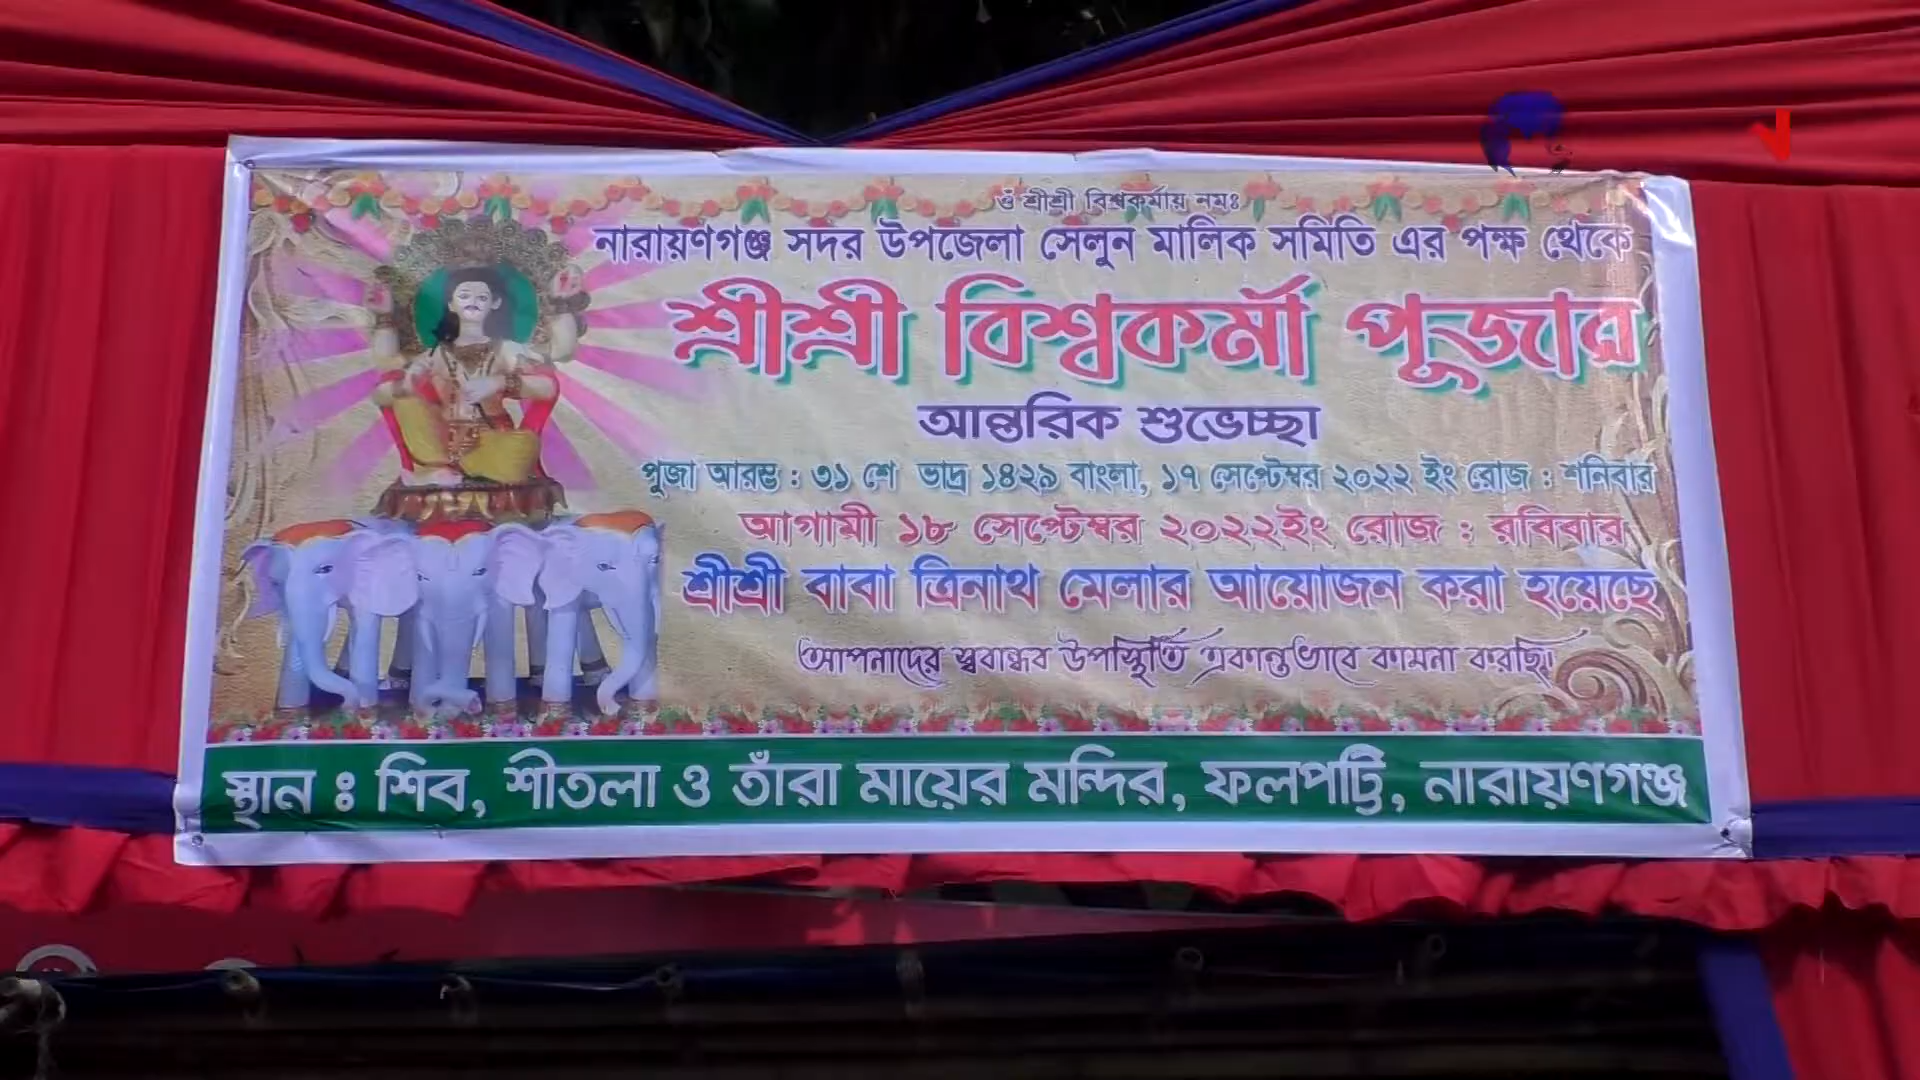 ওঁ শ্রীশ্রী বিশ্বকর্মায় নমঃ
নারায়ণগঞ্জ সদর উপজেলা সেলুন মালিক সমিতি এর পক্ষ থেকে
শ্রীশ্রী বিশ্বকর্মা পূজার
আন্তরিক শুভেচ্ছা
পুজা আরম্ভ : ৩১ শে ভাদ্র ১৪২৯ বাংলা, ১৭ সেপ্টেম্বর ২০২২ ইং রোজ : শনিবার
আগামী ১৮ সেপ্টেম্বর ২০২২ইং রোজ : রবিবার
শ্রীশ্রী বাবা ত্রিনাথ মেলার আয়োজন করা হয়েছে
আপনাদের স্ববান্ধব উপস্থিতি একান্তভাবে কামনা করছি।
স্থান ঃ শিব, শীতলা ও তাঁরা মায়ের মন্দির, ফলপট্টি, নারায়ণগঞ্জ